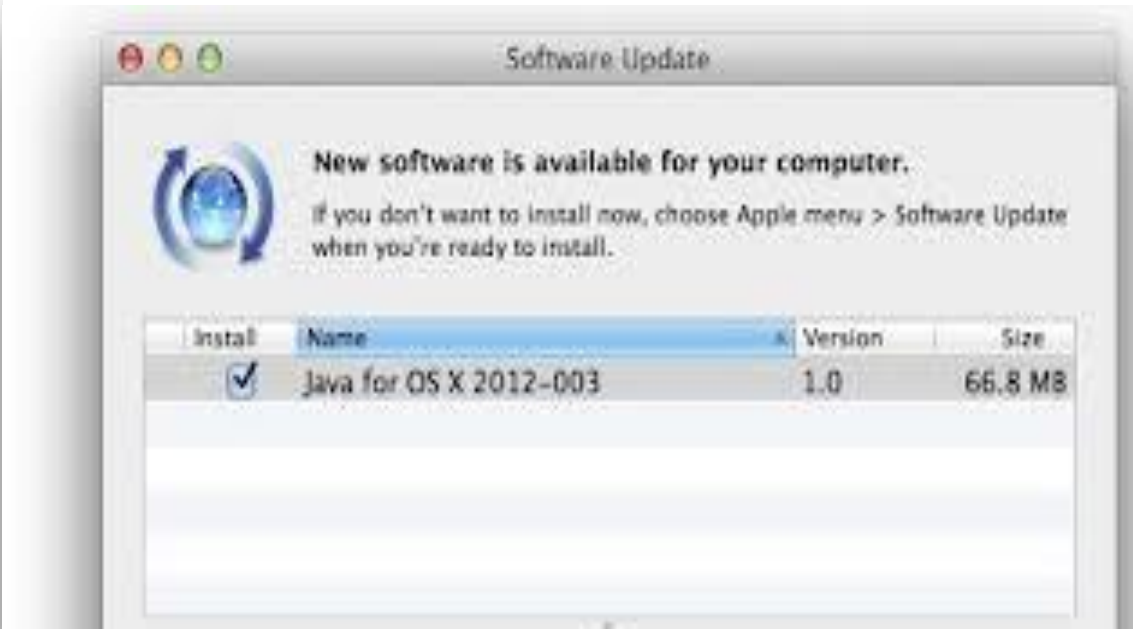 Software Update
New software is available for your computer.
If you don't want to install now, choose Apple menu > Software Update
when you're ready to install.
Install Name Version Size
Java for OS X 2012-003 1.0 66.8 MB